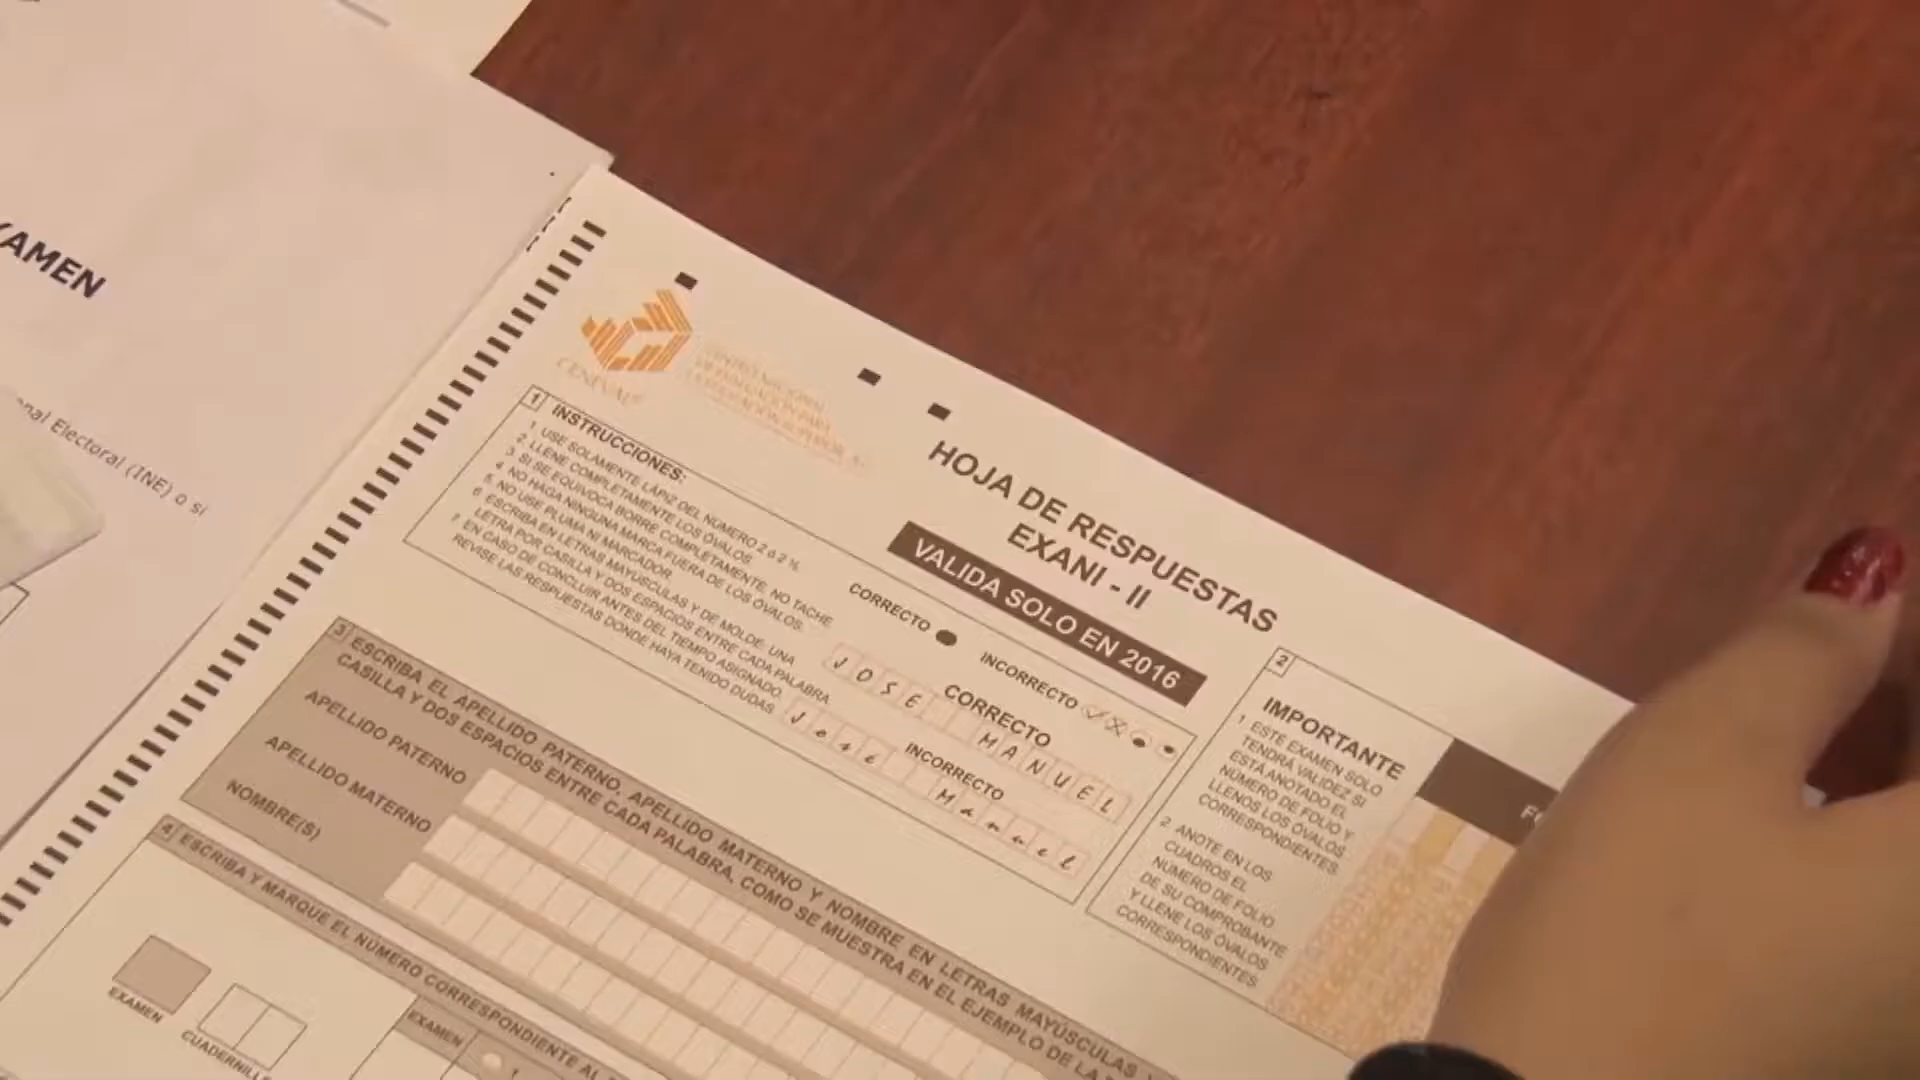 AMEN
Electoral (INE) o si
CENEVAL
HOJA DE RESPUESTAS
EXANI - II
VALIDA SOLO EN 2016
1 INSTRUCCIONES:
1. USE SOLAMENTE LÁPIZ DEL NÚMERO 2 ó 2 ½.
2. LLENE COMPLETAMENTE LOS ÓVALOS.
3. SI SE EQUIVOCA BORRE COMPLETAMENTE, NO TACHE
4. NO HAGA NINGUNA MARCA FUERA DE LOS ÓVALOS.
5. NO USE PLUMA NI MARCADOR.
6. ESCRIBA EN LETRAS MAYÚSCULAS Y DE MOLDE: UNA
LETRA POR CASILLA Y DOS ESPACIOS ENTRE CADA PALABRA
7. EN CASO DE CONCLUIR ANTES DEL TIEMPO ASIGNADO,
REVISE LAS RESPUESTAS DONDE HAYA TENIDO DUDAS
CORRECTO
INCORRECTO
CORRECTO
JOSE MANUEL
INCORRECTO
José Manuel
2
IMPORTANTE
1 ESTE EXAMEN SOLO
TENDRÁ VALIDEZ SI
ESTÁ ANOTADO EL
NÚMERO DE FOLIO Y
LLENOS LOS ÓVALOS
CORRESPONDIENTES.
2 ANOTE EN LOS
CUADROS EL
NÚMERO DE FOLIO
DE SU COMPROBANTE
Y LLENE LOS ÓVALOS
CORRESPONDIENTES.
3 ESCRIBA EL APELLIDO PATERNO, APELLIDO MATERNO Y NOMBRE EN LETRAS MAYÚSCULAS
CASILLA Y DOS ESPACIOS ENTRE CADA PALABRA, COMO SE MUESTRA EN EL EJEMPLO DE LA
APELLIDO PATERNO
APELLIDO MATERNO
NOMBRE(S)
4 ESCRIBA Y MARQUE EL NÚMERO CORRESPONDIENTE AL
EXAMEN
CUADERNILL
EXAMEN